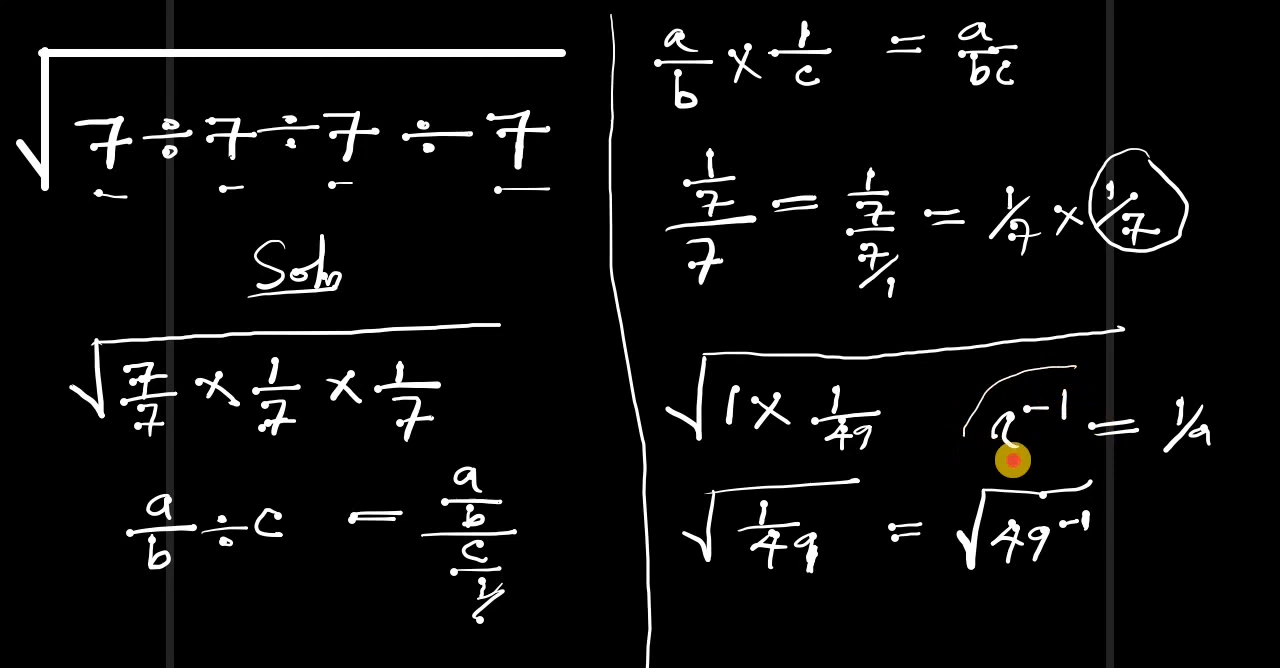 √(7 ÷ 7 ÷ 7 ÷ 7)
Soln
√(7/7 × 1/7 × 1/7)
a/b ÷ c = (a/b)/(c/1)
a/b × 1/c = a/bc
(1/7)/7 = (1/7)/(7/1) = 1/7 × 1/7
√(1 × 1/49) a⁻¹ = 1/a
√(1/49) = √(49⁻¹)